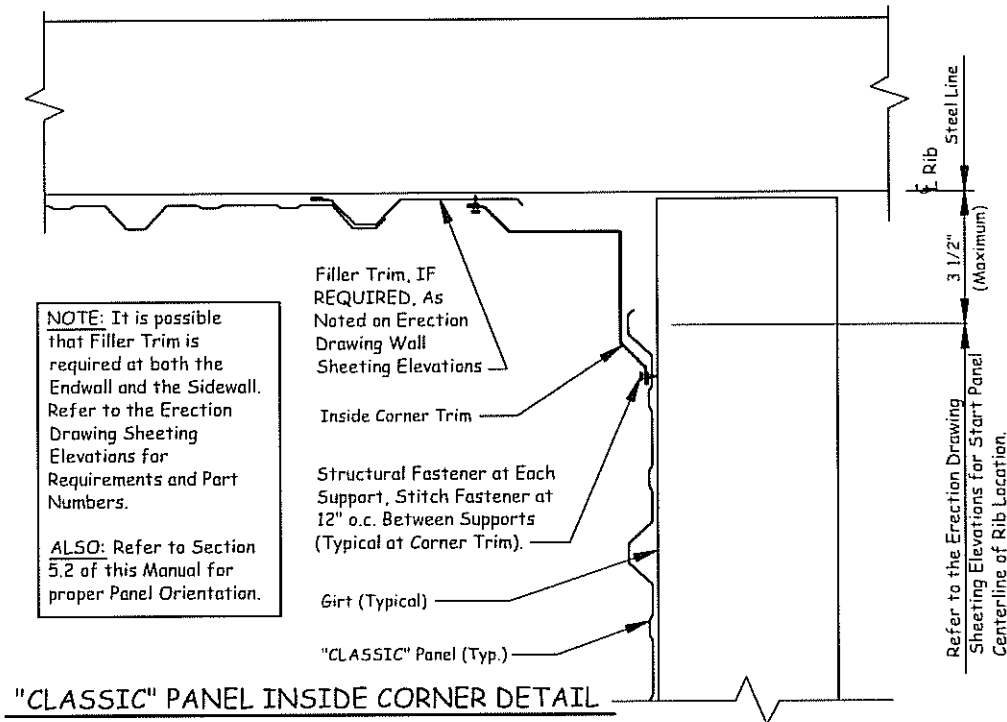 NOTE: It is possible
that Filler Trim is
required at both the
Endwall and the Sidewall.
Refer to the Erection
Drawing Sheeting
Elevations for
Requirements and Part
Numbers.
ALSO: Refer to Section
5.2 of this Manual for
proper Panel Orientation.
Filler Trim, IF
REQUIRED, As
Noted on Erection
Drawing Wall
Sheeting Elevations
Inside Corner Trim
Structural Fastener at Each
Support, Stitch Fastener at
12" o.c. Between Supports
(Typical at Corner Trim).
Girt (Typical)
"CLASSIC" Panel (Typ.)
℄ Rib
Steel Line
3 1/2"
(Maximum)
Refer to the Erection Drawing
Sheeting Elevations for Start Panel
Centerline of Rib Location.
"CLASSIC" PANEL INSIDE CORNER DETAIL